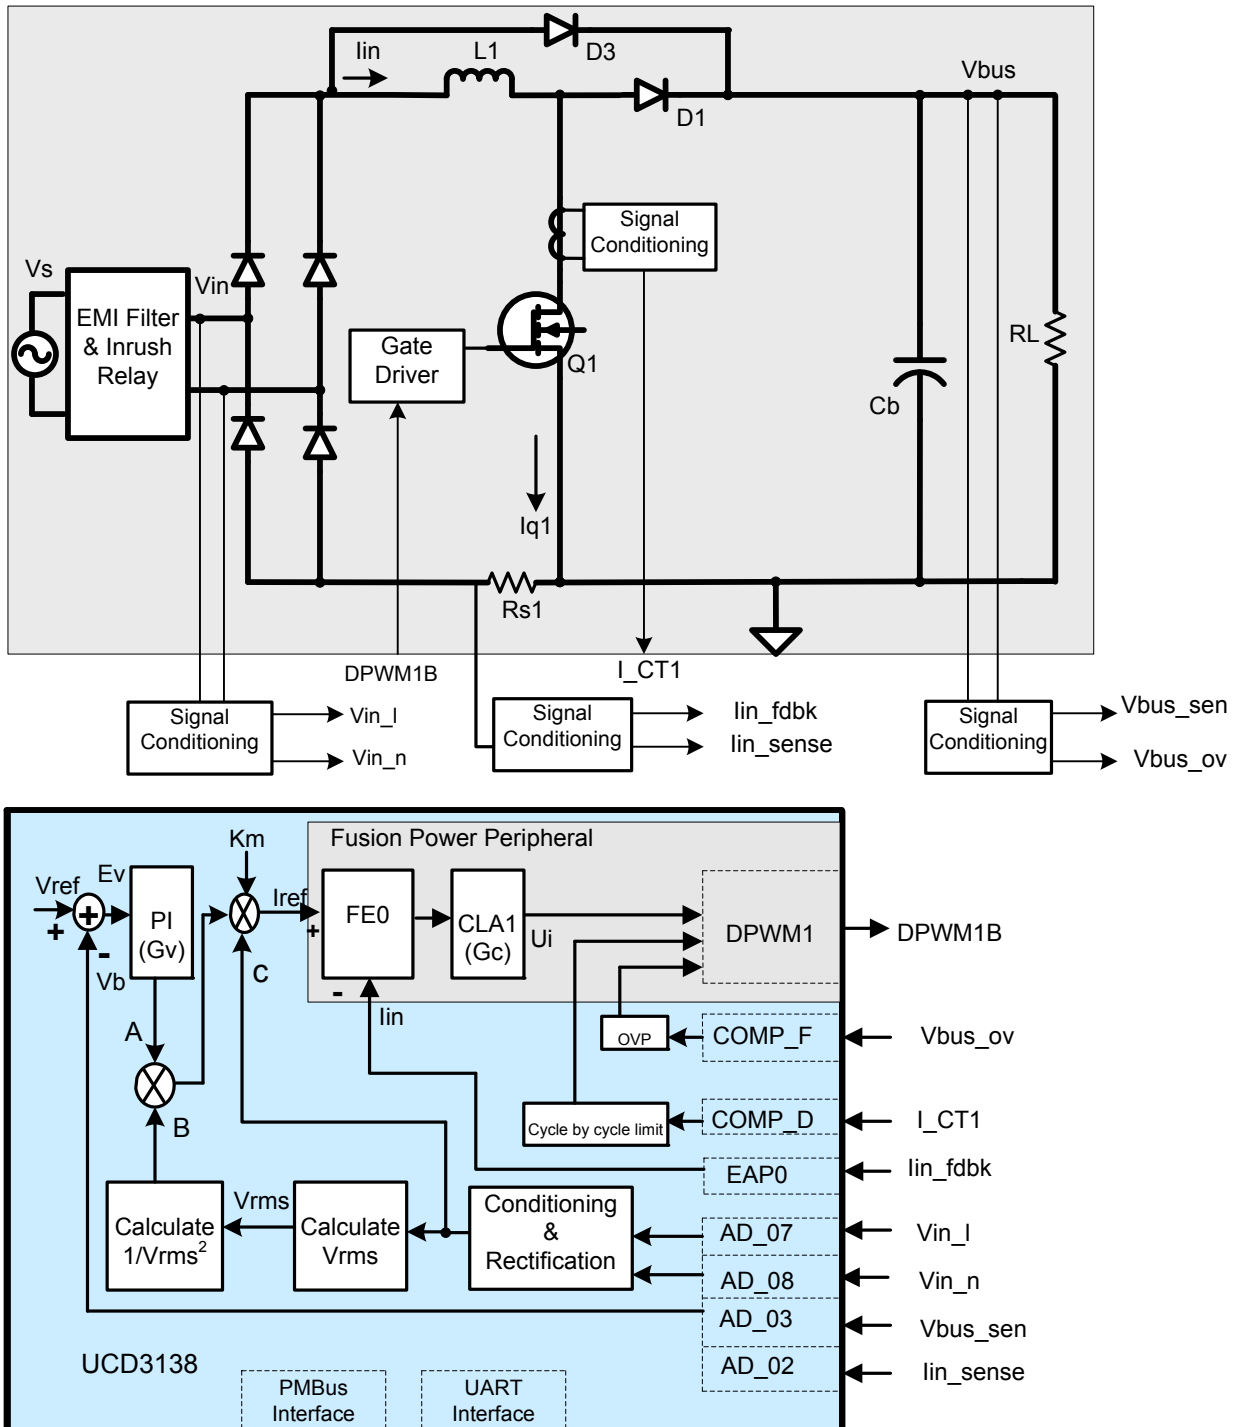 Iin
L1
D3
D1
Vbus
Signal
Conditioning
Vs
Vin
EMI Filter
& Inrush
Relay
Gate
Driver
Q1
RL
Cb
Iq1
Rs1
DPWM1B
I_CT1
Signal
Conditioning
Vin_l
Vin_n
Signal
Conditioning
Iin_fdbk
Iin_sense
Signal
Conditioning
Vbus_sen
Vbus_ov
Fusion Power Peripheral
Km
Vref
+
Ev
+
-
Vb
PI
(Gv)
Iref
+
FE0
-
Iin
CLA1
(Gc)
Ui
DPWM1
DPWM1B
C
A
B
OVP
COMP_F
Vbus_ov
Cycle by cycle limit
COMP_D
I_CT1
EAP0
Iin_fdbk
Calculate
1/Vrms²
Vrms
Calculate
Vrms
Conditioning
&
Rectification
AD_07
Vin_l
AD_08
Vin_n
AD_03
Vbus_sen
AD_02
Iin_sense
UCD3138
PMBus
Interface
UART
Interface